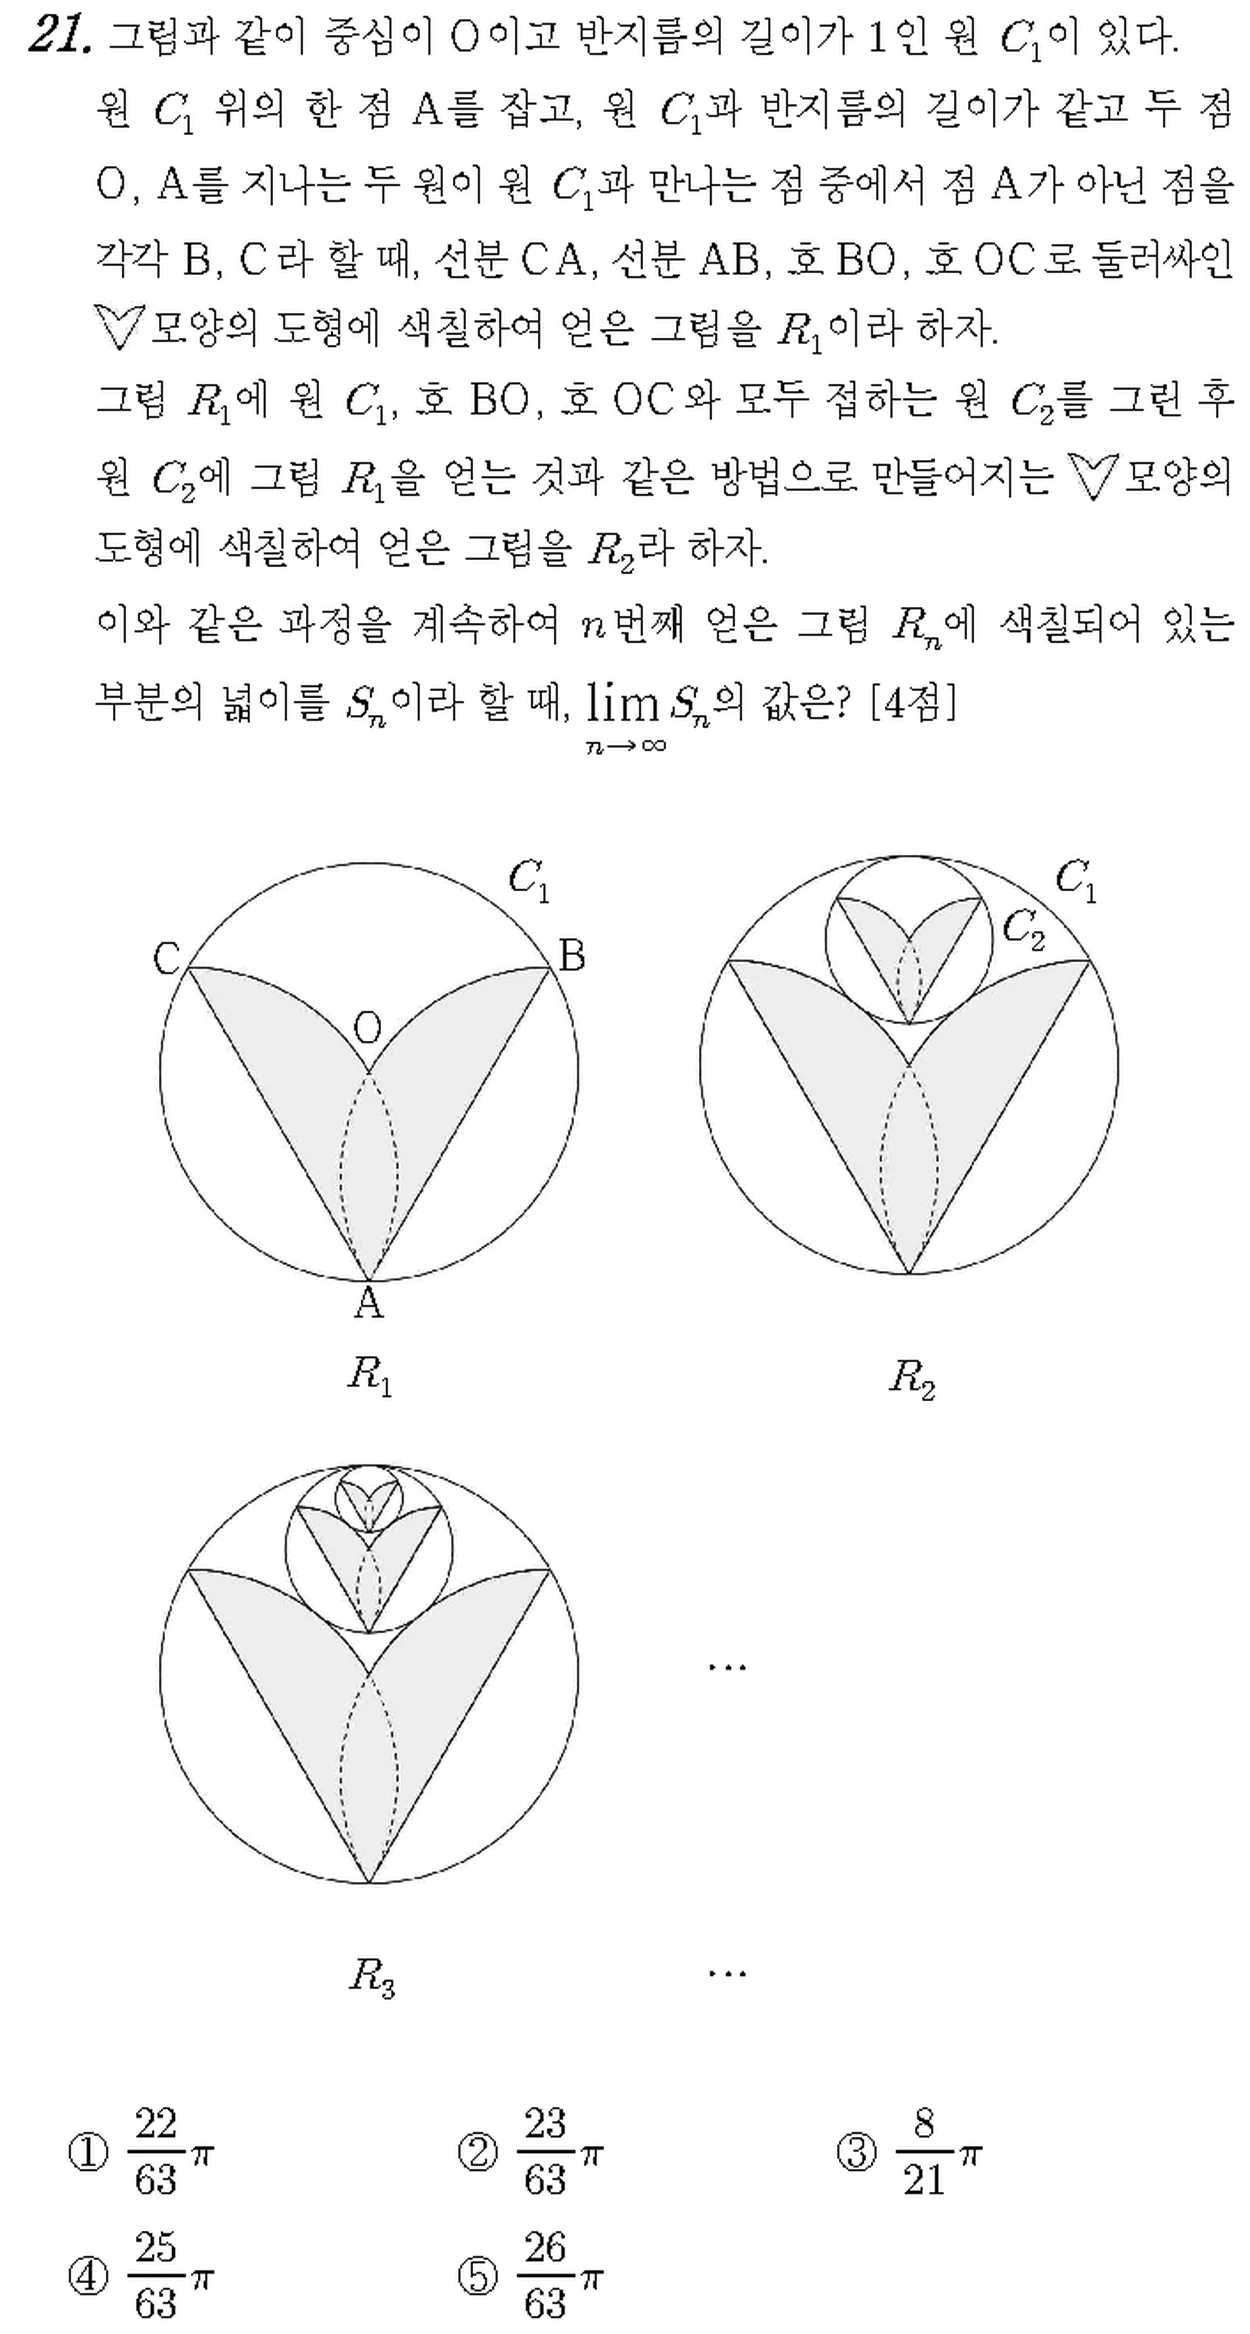 21. 그림과 같이 중심이 O이고 반지름의 길이가 1인 원 C₁이 있다.
원 C₁ 위의 한 점 A를 잡고, 원 C₁과 반지름의 길이가 같고 두 점
O, A를 지나는 두 원이 원 C₁과 만나는 점 중에서 점 A가 아닌 점을
각각 B, C라 할 때, 선분 CA, 선분 AB, 호 BO, 호 OC로 둘러싸인
모양의 도형에 색칠하여 얻은 그림을 R₁이라 하자.
그림 R₁에 원 C₁, 호 BO, 호 OC와 모두 접하는 원 C₂를 그린 후
원 C₂에 그림 R₁을 얻는 것과 같은 방법으로 만들어지는 모양의
도형에 색칠하여 얻은 그림을 R₂라 하자.
이와 같은 과정을 계속하여 n번째 얻은 그림 Rₙ에 색칠되어 있는
부분의 넓이를 Sₙ이라 할 때, lim Sₙ의 값은? [4점]
n→∞
C₁
C B
O
A
R₁
C₁
C₂
R₂
…
R₃ …
① 22/63 π ② 23/63 π ③ 8/21 π
④ 25/63 π ⑤ 26/63 π